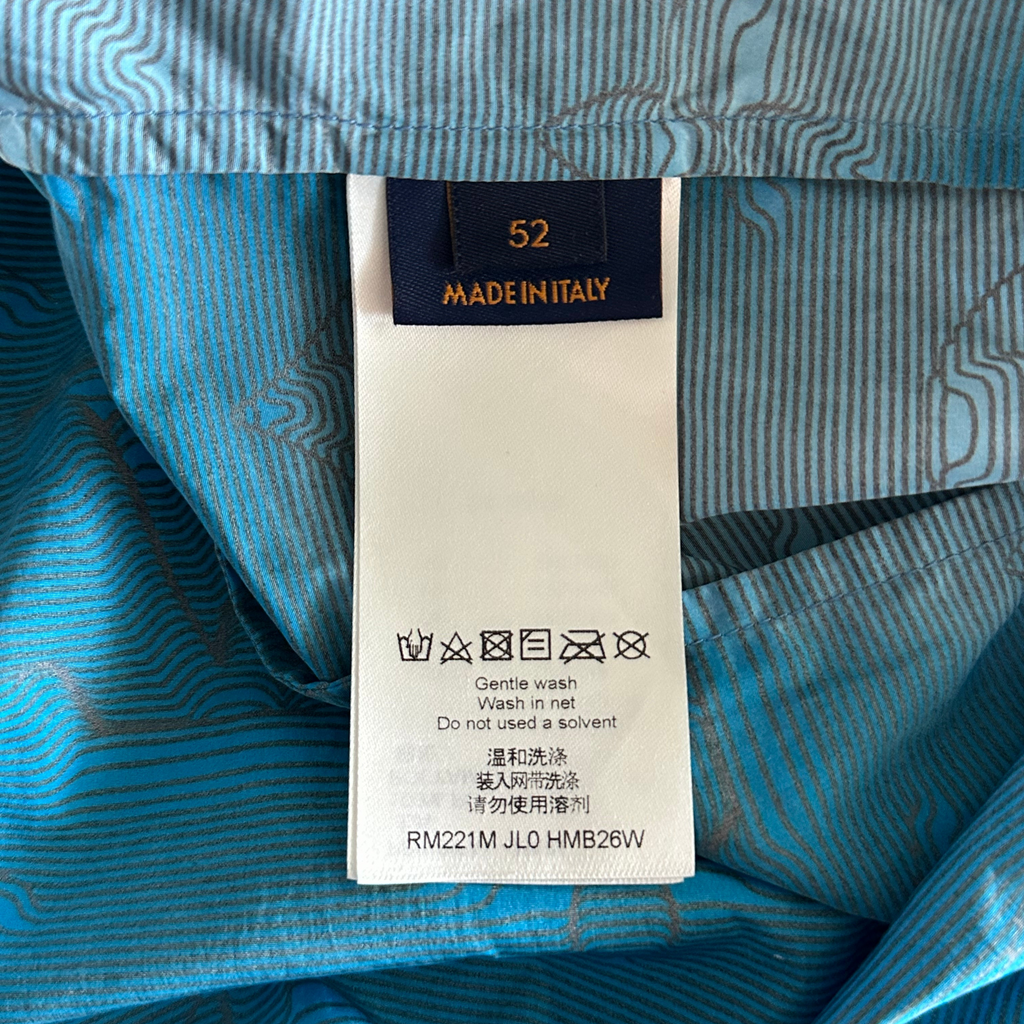 52
MADE IN ITALY
Gentle wash
Wash in net
Do not used a solvent
温和洗涤
装入网带洗涤
请勿使用溶剂
RM221M JL0 HMB26W